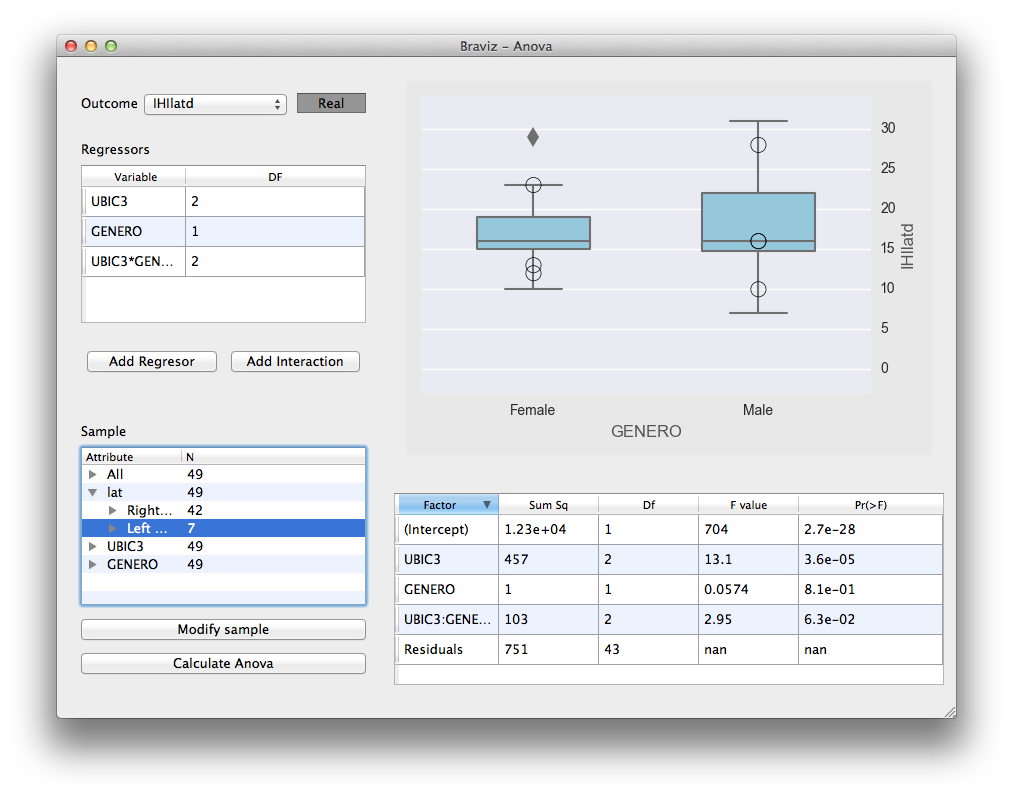 Braviz – Anova
Outcome IHIlatd Real
Regressors
Variable DF
UBIC3 2
GENERO 1
UBIC3*GEN... 2
Add Regresor Add Interaction
Sample
Attribute N
All 49
lat 49
Right... 42
Left ... 7
UBIC3 49
GENERO 49
Modify sample
Calculate Anova
30
25
20
15
10
5
0
IHIlatd
Female Male
GENERO
Factor Sum Sq Df F value Pr(>F)
(Intercept) 1.23e+04 1 704 2.7e-28
UBIC3 457 2 13.1 3.6e-05
GENERO 1 1 0.0574 8.1e-01
UBIC3:GENE... 103 2 2.95 6.3e-02
Residuals 751 43 nan nan